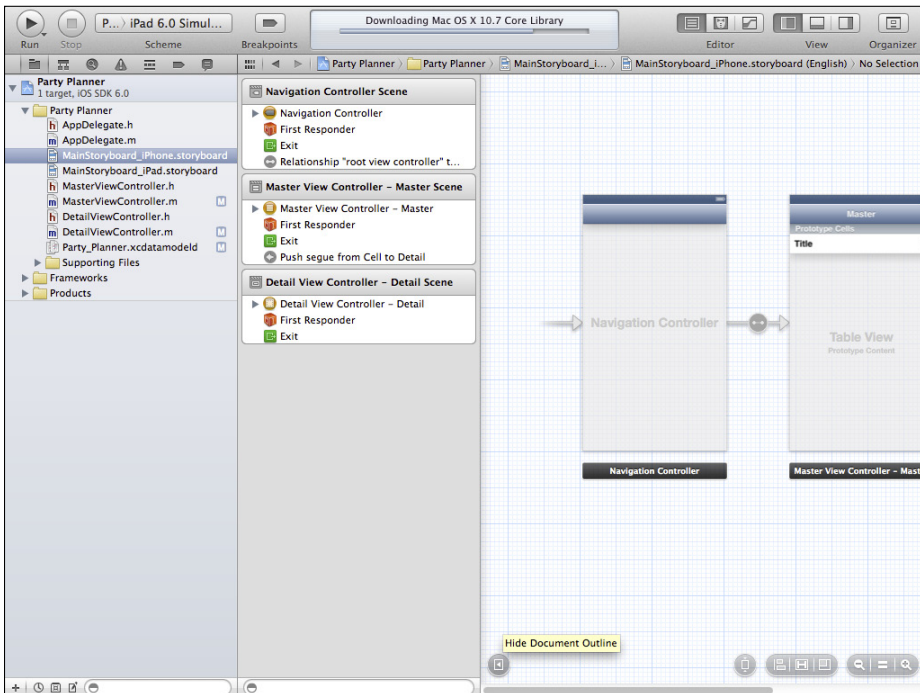 P...〉 iPad 6.0 Simul...
Downloading Mac OS X 10.7 Core Library
Run Stop Scheme Breakpoints Editor View Organizer
Party Planner 〉 Party Planner 〉 MainStoryboard_i... 〉 MainStoryboard_iPhone.storyboard (English) 〉 No Selection
Party Planner
1 target, iOS SDK 6.0
Party Planner
AppDelegate.h
AppDelegate.m
MainStoryboard_iPhone.storyboard
MainStoryboard_iPad.storyboard
MasterViewController.h
MasterViewController.m M
DetailViewController.h
DetailViewController.m M
Party_Planner.xcdatamodeld M
Supporting Files
Frameworks
Products
Navigation Controller Scene
Navigation Controller
First Responder
Exit
Relationship "root view controller" t...
Master View Controller – Master Scene
Master View Controller – Master
First Responder
Exit
Push segue from Cell to Detail
Detail View Controller – Detail Scene
Detail View Controller – Detail
First Responder
Exit
Navigation Controller
Navigation Controller
Master
Prototype Cells
Title
Table View
Prototype Content
Master View Controller – Mast
Hide Document Outline